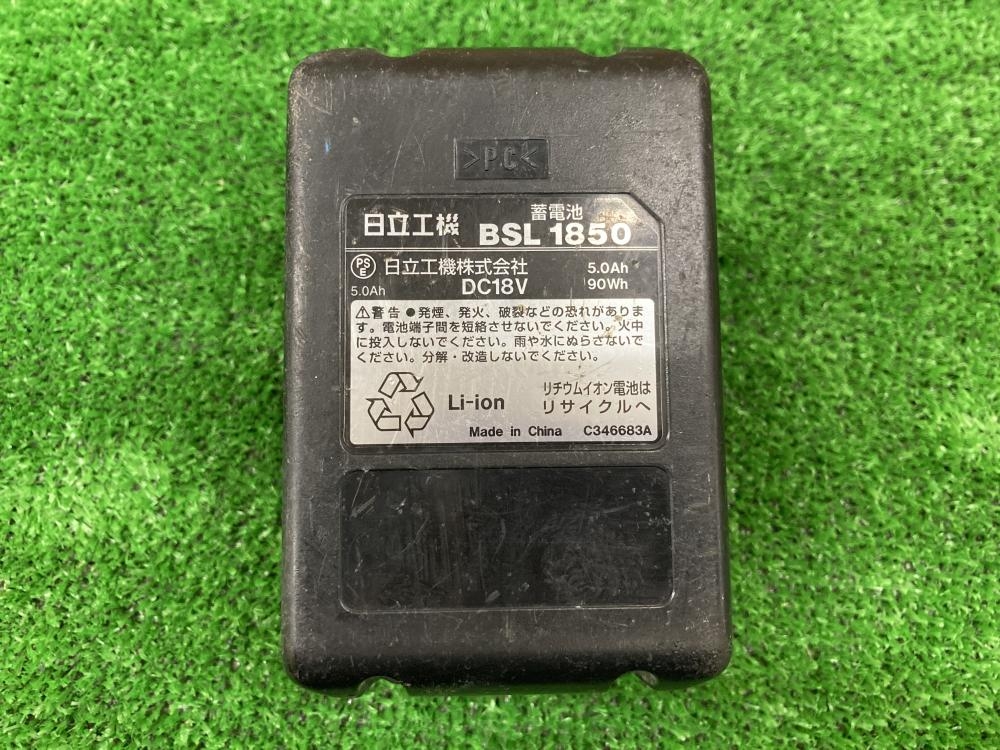 >PC<
日立工機
蓄電池
BSL 1850
PSE 日立工機株式会社
5.0Ah
5.0Ah
DC18V
90Wh
⚠警告 ●発煙、発火、破裂などの恐れがありま
す。電池端子間を短絡させないでください。火中
に投入しないでください。雨や水にぬらさないで
ください。分解・改造しないでください。
Li-ion
リチウムイオン電池は
リサイクルへ
Made in China C346683A